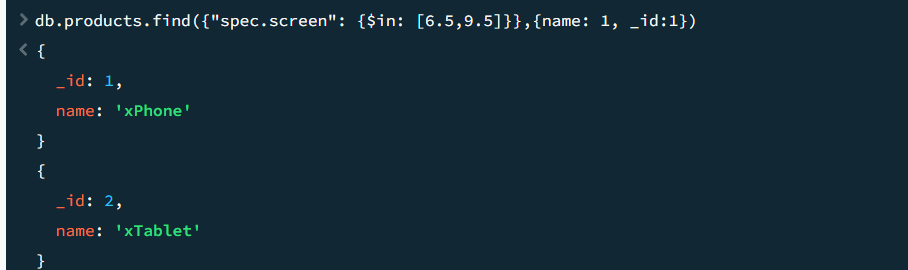 > db.products.find({"spec.screen": {$in: [6.5,9.5]}},{name: 1, _id:1})
< {
_id: 1,
name: 'xPhone'
}
{
_id: 2,
name: 'xTablet'
}